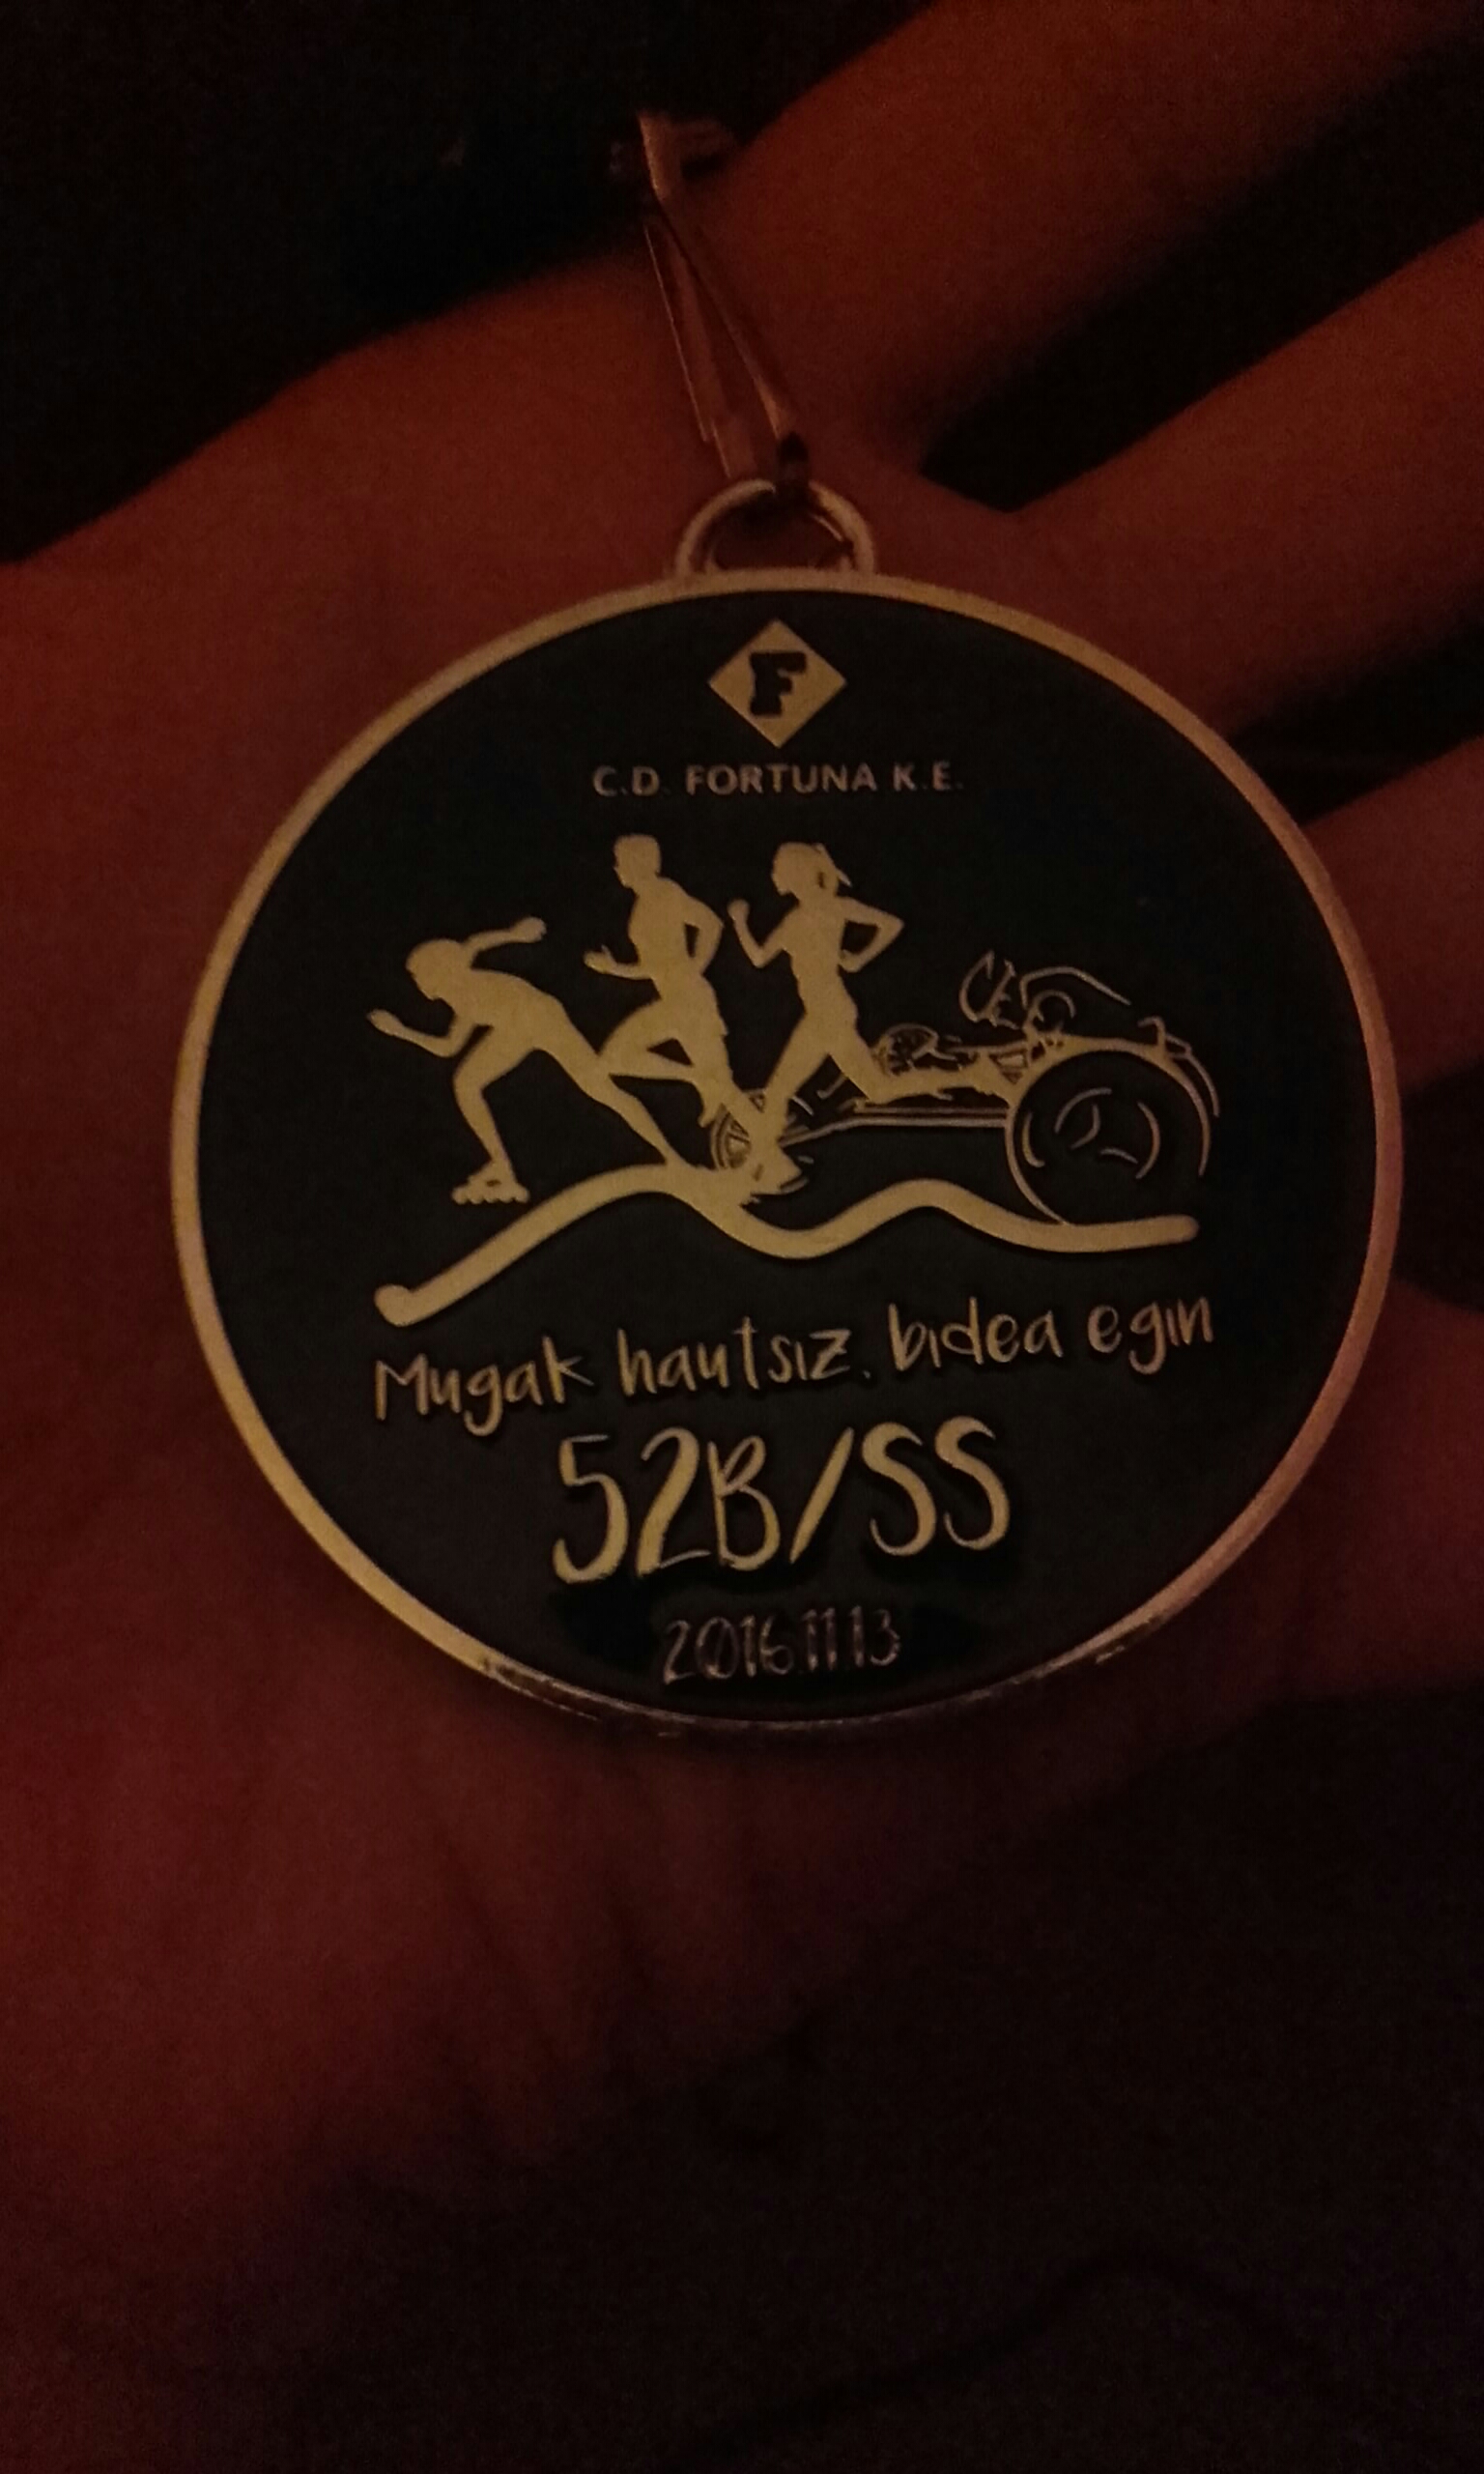 F
C.D. FORTUNA K.E.
Mugak hautsiz, bidea egin
52B/SS
2016.11.13